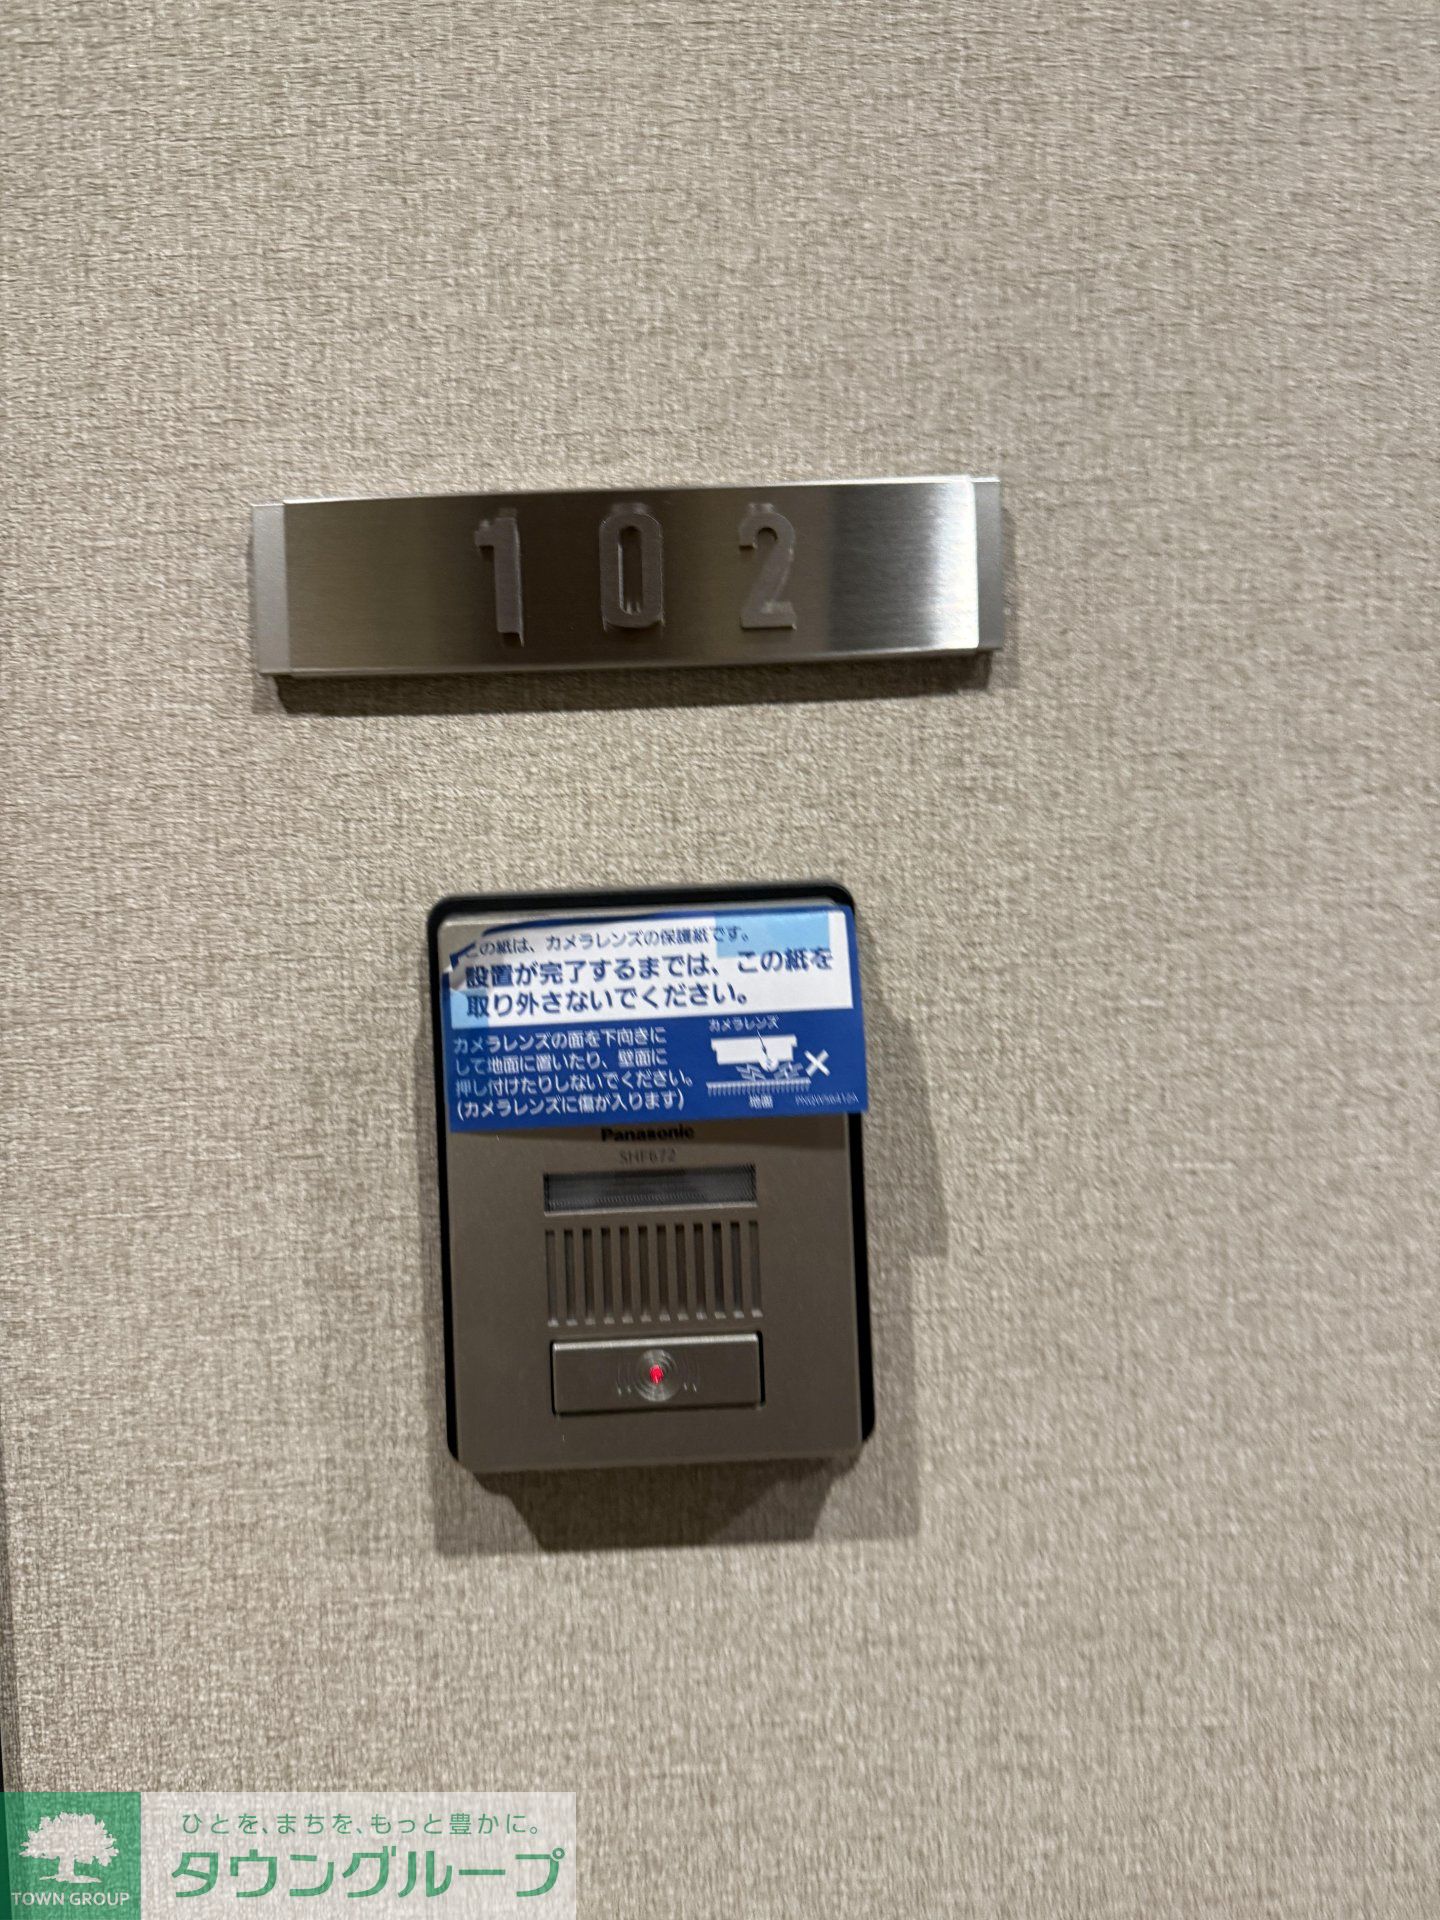 102
この紙は、カメラレンズの保護紙です。
設置が完了するまでは、この紙を
取り外さないでください。
カメラレンズの面を下向きに
して地面に置いたり、壁面に
押し付けたりしないでください。
(カメラレンズに傷が入ります)
カメラレンズ
地面
Panasonic
SHF672
ひとを、まちを、もっと豊かに。
タウングループ
TOWN GROUP